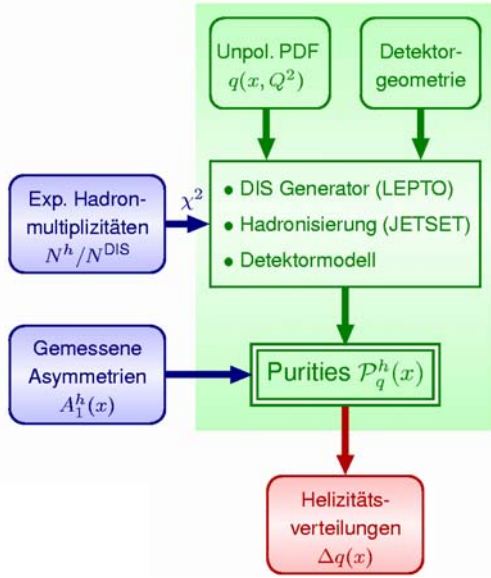 Unpol. PDF
q(x, Q²)
Detektor-
geometrie
Exp. Hadron-
multiplizitäten
N^h/N^DIS
χ²
• DIS Generator (LEPTO)
• Hadronisierung (JETSET)
• Detektormodell
Gemessene
Asymmetrien
A₁^h(x)
Purities 𝒫_q^h(x)
Helizitäts-
verteilungen
Δq(x)